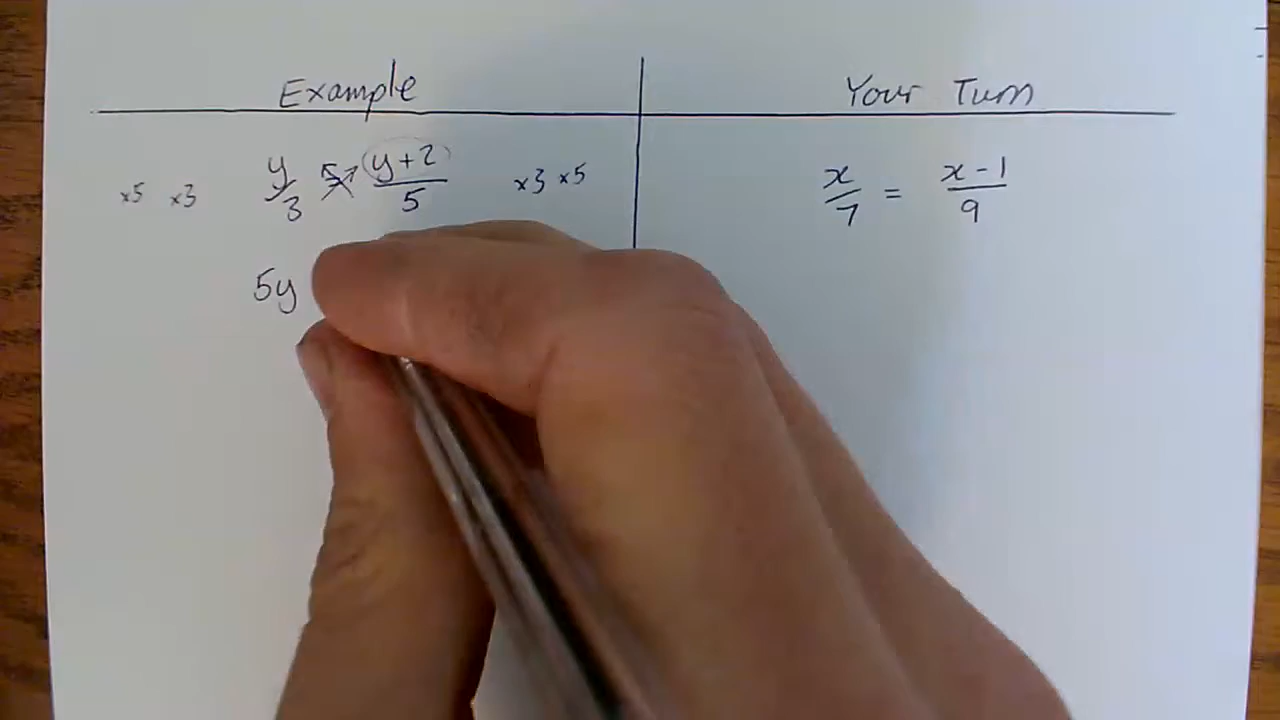 Example
Your Turn
×5 ×3 y/3 = (y+2)/5 ×3 ×5
x/7 = (x-1)/9
5y